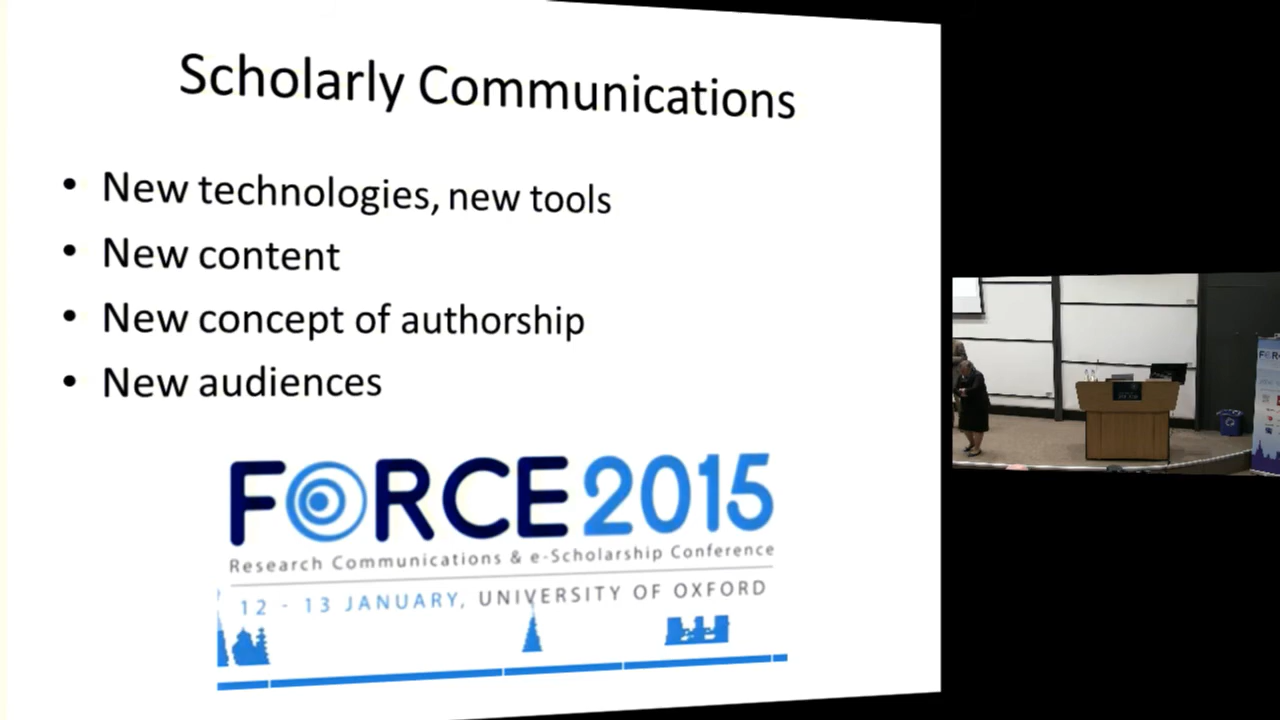 Scholarly Communications
• New technologies, new tools
• New content
• New concept of authorship
• New audiences
FORCE2015
Research Communications & e-Scholarship Conference
12 - 13 JANUARY, UNIVERSITY OF OXFORD